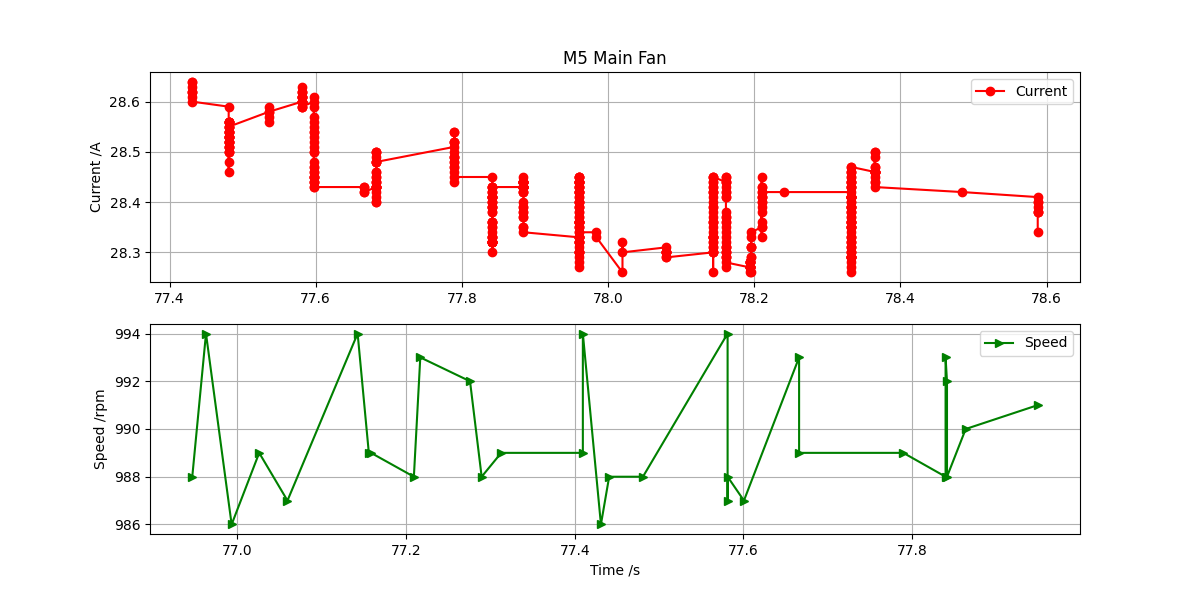 M5 Main Fan
Current
28.6
28.5
28.4
28.3
Current /A
77.4 77.6 77.8 78.0 78.2 78.4 78.6
Speed
994
992
990
988
986
Speed /rpm
77.0 77.2 77.4 77.6 77.8
Time /s